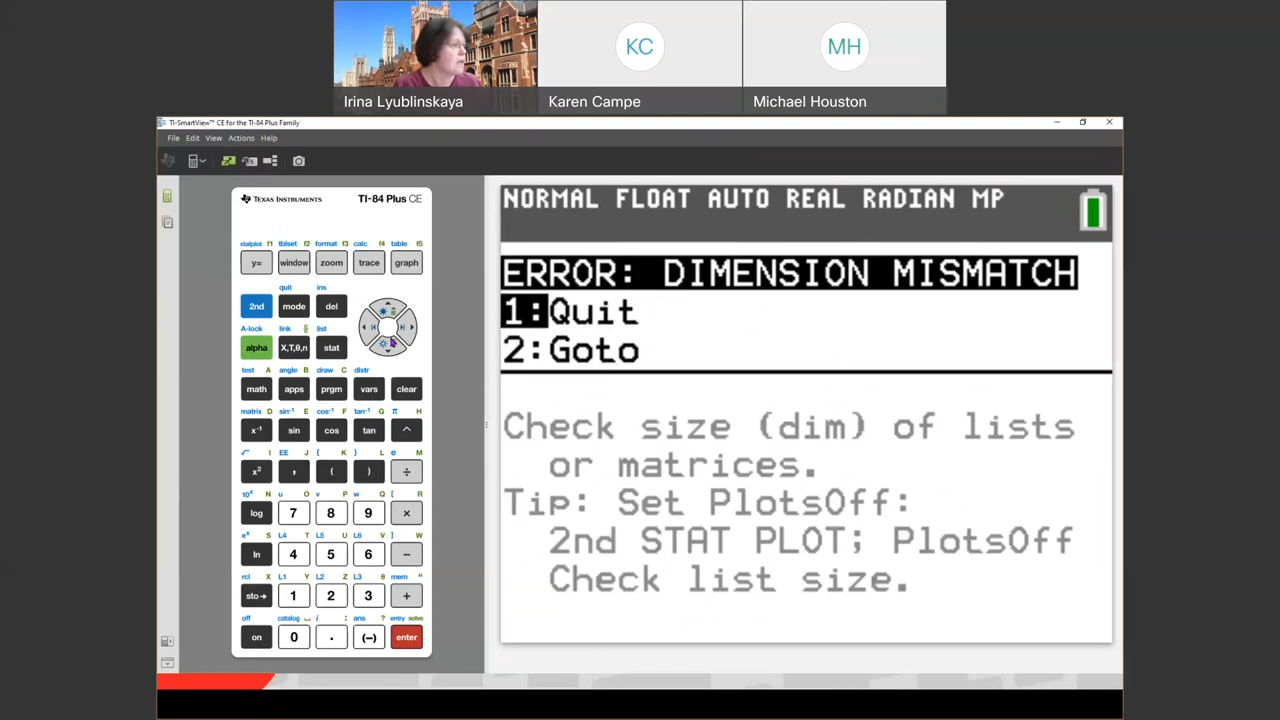 KC
MH
Irina Lyublinskaya
Karen Campe
Michael Houston
TI-SmartView™ CE for the TI-84 Plus Family
File Edit View Actions Help
TEXAS INSTRUMENTS
TI-84 Plus CE
statplot f1 tblset f2 format f3 calc f4 table f5
y= window zoom trace graph
quit ins
2nd mode del
A-lock link list
alpha X,T,θ,n stat
test A angle B draw C distr
math apps prgm vars clear
matrix D sin⁻¹ E cos⁻¹ F tan⁻¹ G π H
x⁻¹ sin cos tan ^
√ I EE J { K } L e M
x² , ( ) ÷
10ˣ N u O v P w Q [ R
log 7 8 9 ×
eˣ S L4 T L5 U L6 V ] W
ln 4 5 6 −
rcl X L1 Y L2 Z L3 θ mem "
sto→ 1 2 3 +
off catalog i : ans ? entry solve
on 0 . (−) enter
NORMAL FLOAT AUTO REAL RADIAN MP
ERROR: DIMENSION MISMATCH
1:Quit
2:Goto
Check size (dim) of lists
or matrices.
Tip: Set PlotsOff:
2nd STAT PLOT; PlotsOff
Check list size.